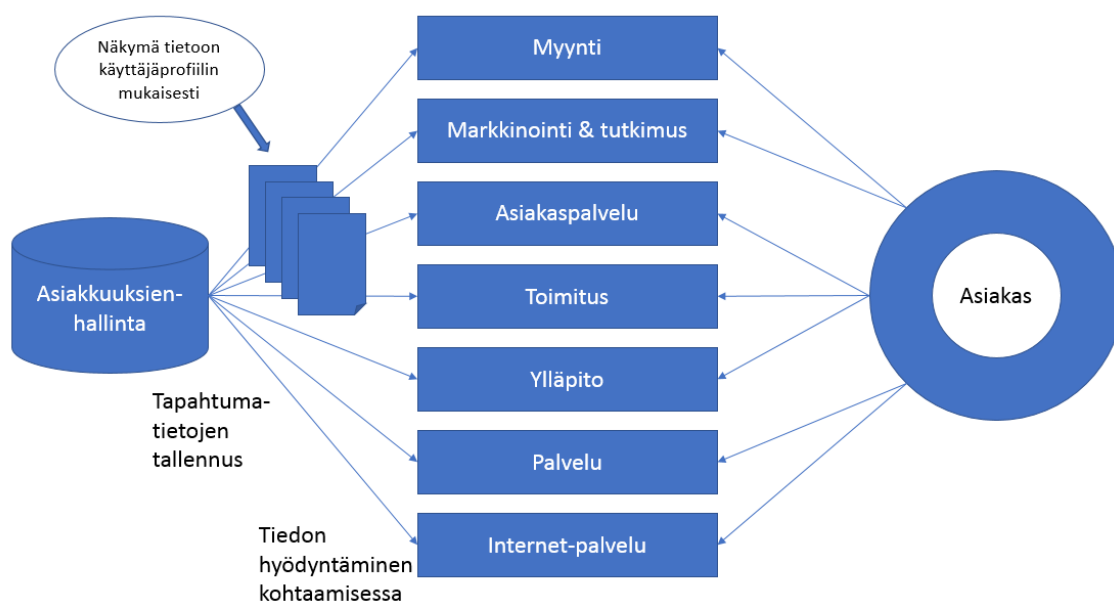 Näkymä tietoon
käyttäjäprofiilin
mukaisesti
Myynti
Markkinointi & tutkimus
Asiakaspalvelu
Asiakkuuksien-
hallinta
Toimitus
Asiakas
Ylläpito
Tapahtuma-
tietojen
tallennus
Palvelu
Tiedon
hyödyntäminen
kohtaamisessa
Internet-palvelu